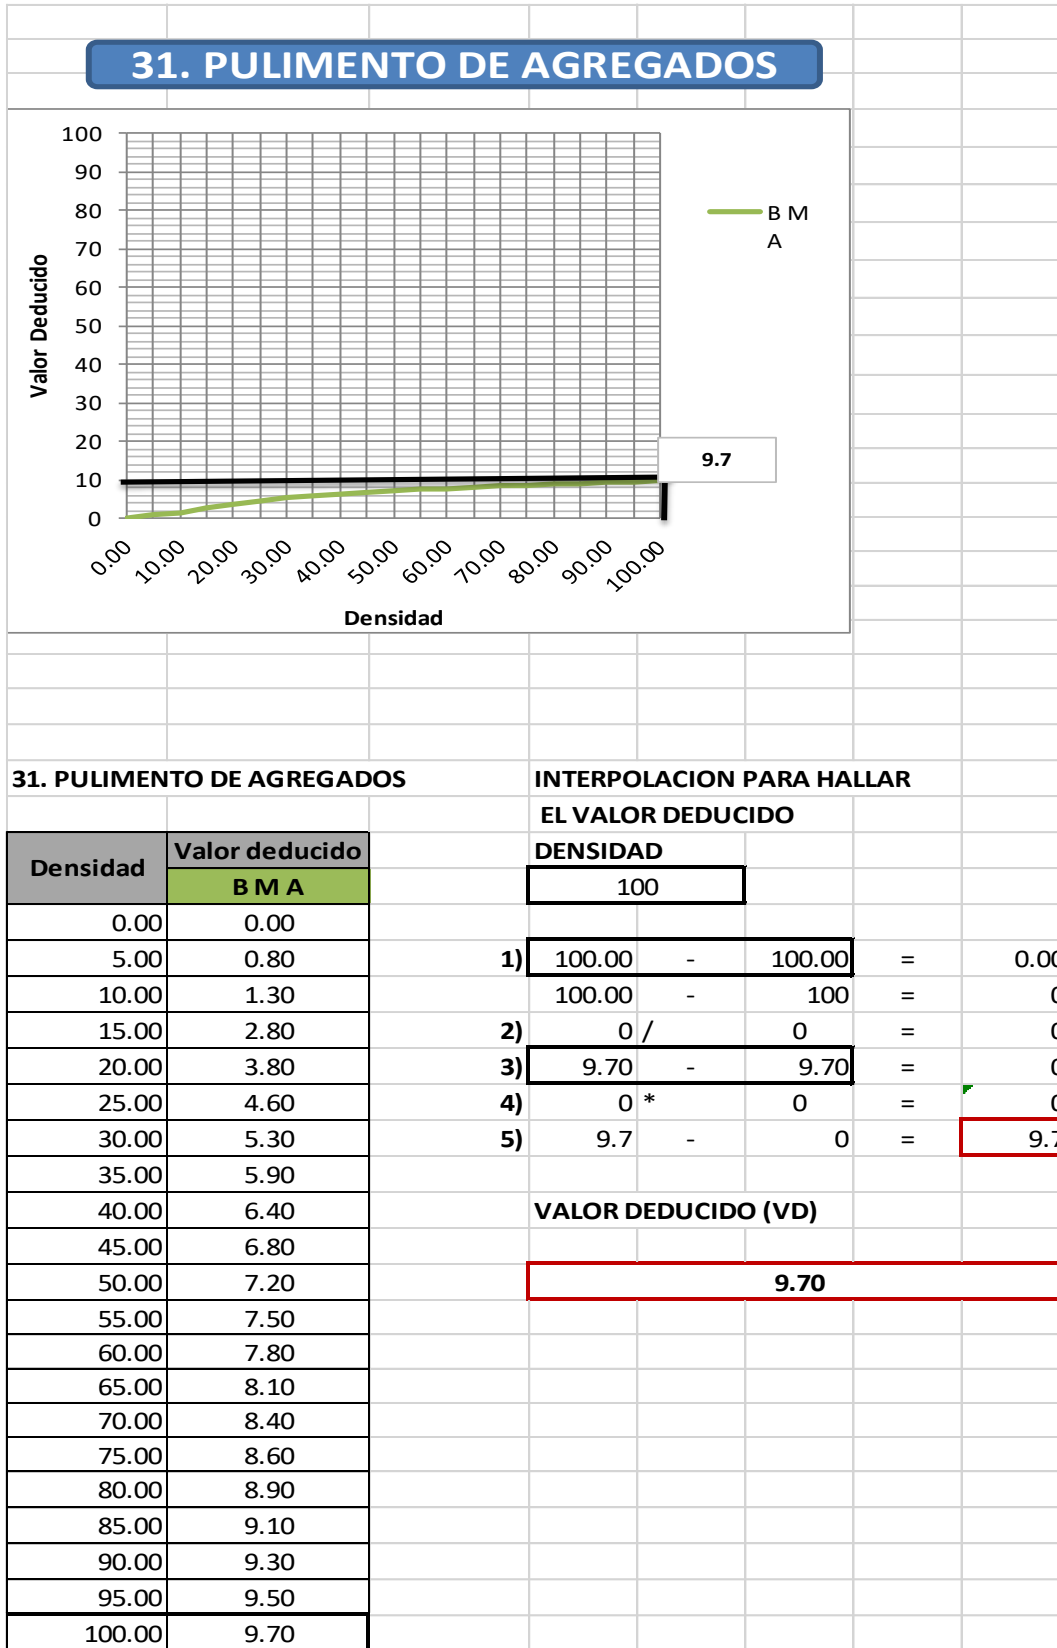 31. PULIMENTO DE AGREGADOS
100
90
80
70
60
50
40
30
20
10
0
Valor Deducido
B M
A
9.7
0.00 10.00 20.00 30.00 40.00 50.00 60.00 70.00 80.00 90.00 100.00
Densidad
31. PULIMENTO DE AGREGADOS
INTERPOLACION PARA HALLAR
EL VALOR DEDUCIDO
Densidad Valor deducido
B M A
DENSIDAD
100
0.00 0.00
5.00 0.80 1) 100.00 - 100.00 = 0.00
10.00 1.30 100.00 - 100 = 0
15.00 2.80 2) 0 / 0 = 0
20.00 3.80 3) 9.70 - 9.70 = 0
25.00 4.60 4) 0 * 0 = 0
30.00 5.30 5) 9.7 - 0 = 9.7
35.00 5.90
40.00 6.40 VALOR DEDUCIDO (VD)
45.00 6.80
50.00 7.20 9.70
55.00 7.50
60.00 7.80
65.00 8.10
70.00 8.40
75.00 8.60
80.00 8.90
85.00 9.10
90.00 9.30
95.00 9.50
100.00 9.70